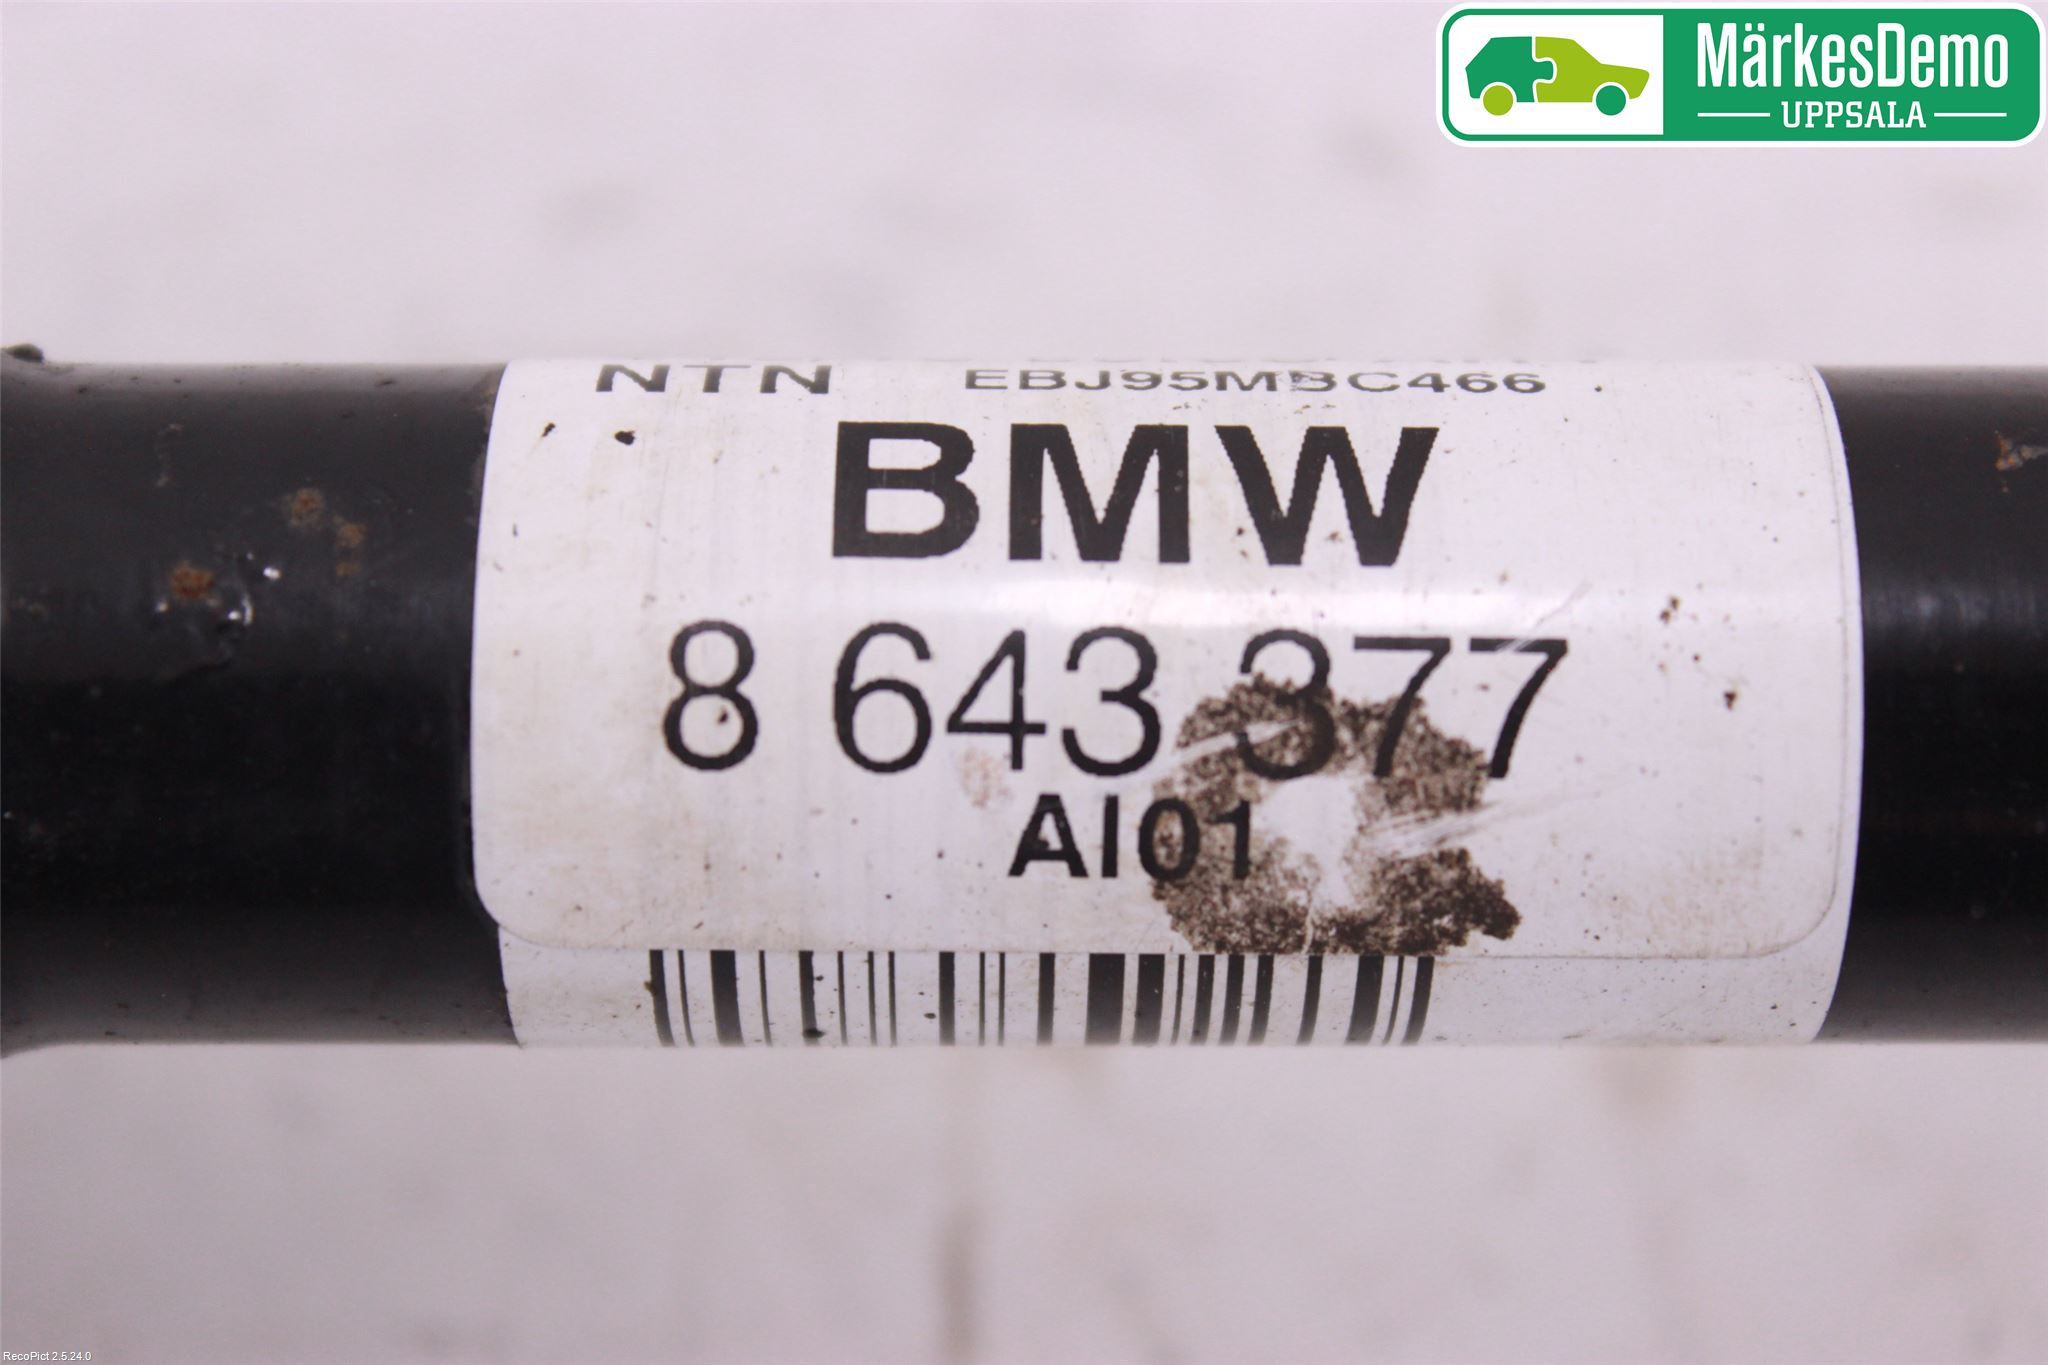 MärkesDemo
UPPSALA
NTN EBJ95MBC466
BMW
8 643 377
AI01
RecoPict 2.5.24.0